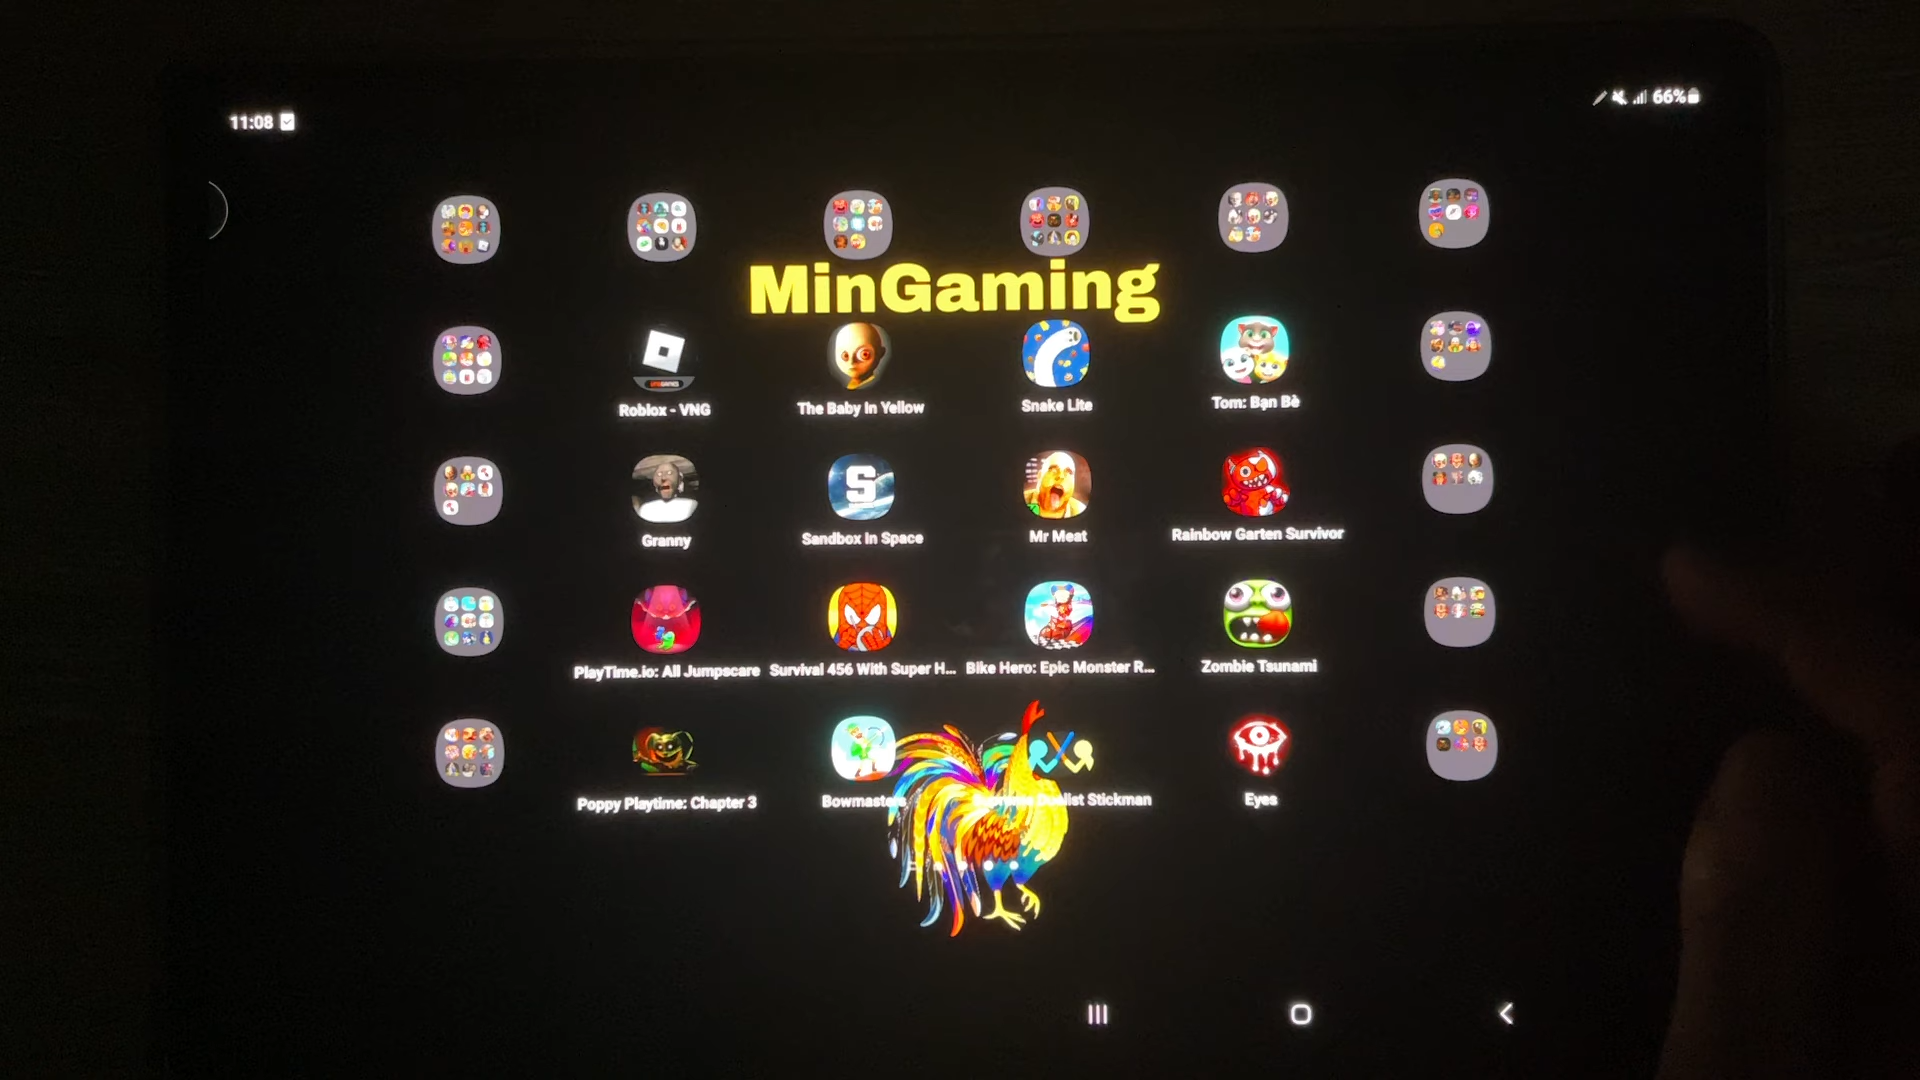 11:08
66%
MinGaming
Roblox - VNG
The Baby In Yellow
Snake Lite
Tom: Bạn Bè
Granny
S
Sandbox In Space
Mr Meat
Rainbow Garten Survivor
PlayTime.io: All Jumpscare
Survival 456 With Super H...
Bike Hero: Epic Monster R...
Zombie Tsunami
Poppy Playtime: Chapter 3
Bowmasters
Duelist Stickman
Eyes